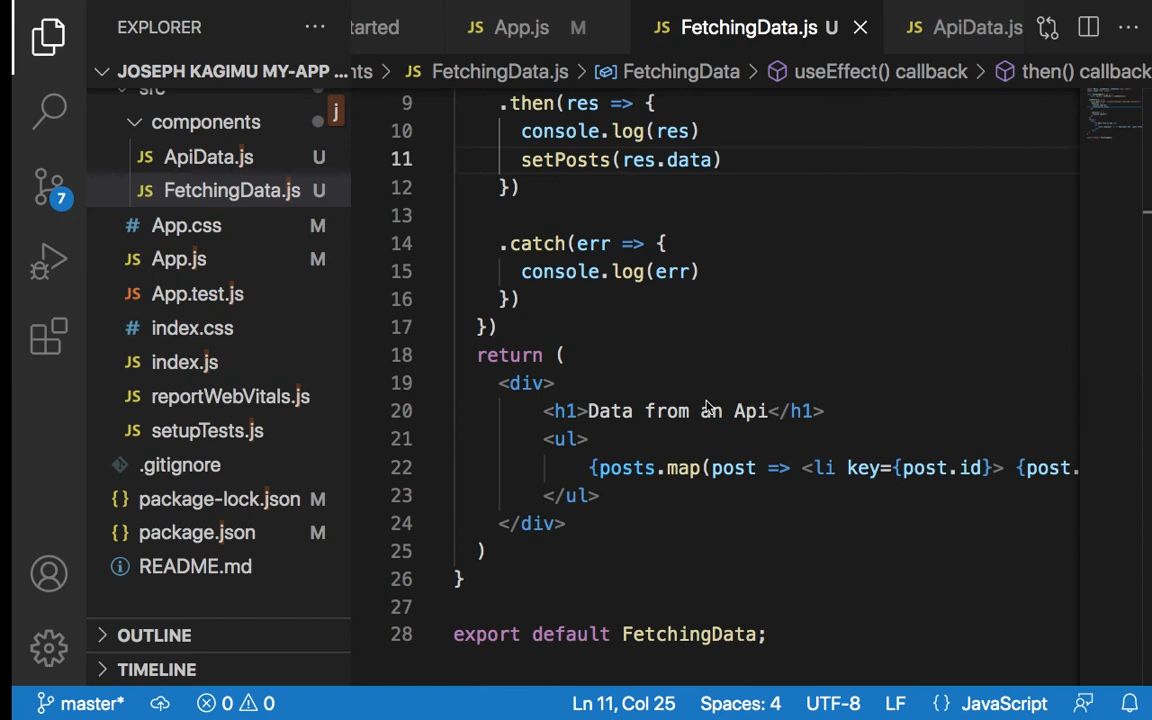 EXPLORER ...
tarted JS App.js M JS FetchingData.js U JS ApiData.js ...
JOSEPH KAGIMU MY-APP ...
nts > JS FetchingData.js > FetchingData > useEffect() callback > then() callback
src
j
components
JS ApiData.js U
JS FetchingData.js U
# App.css M
JS App.js M
JS App.test.js
# index.css
JS index.js
JS reportWebVitals.js
JS setupTests.js
.gitignore
{} package-lock.json M
{} package.json M
README.md
OUTLINE
TIMELINE
7
9 .then(res => {
10 console.log(res)
11 setPosts(res.data)
12 })
13
14 .catch(err => {
15 console.log(err)
16 })
17 })
18 return (
19 <div>
20 <h1>Data from an Api</h1>
21 <ul>
22 {posts.map(post => <li key={post.id}> {post.
23 </ul>
24 </div>
25 )
26 }
27
28 export default FetchingData;
master* 0 0 Ln 11, Col 25 Spaces: 4 UTF-8 LF {} JavaScript